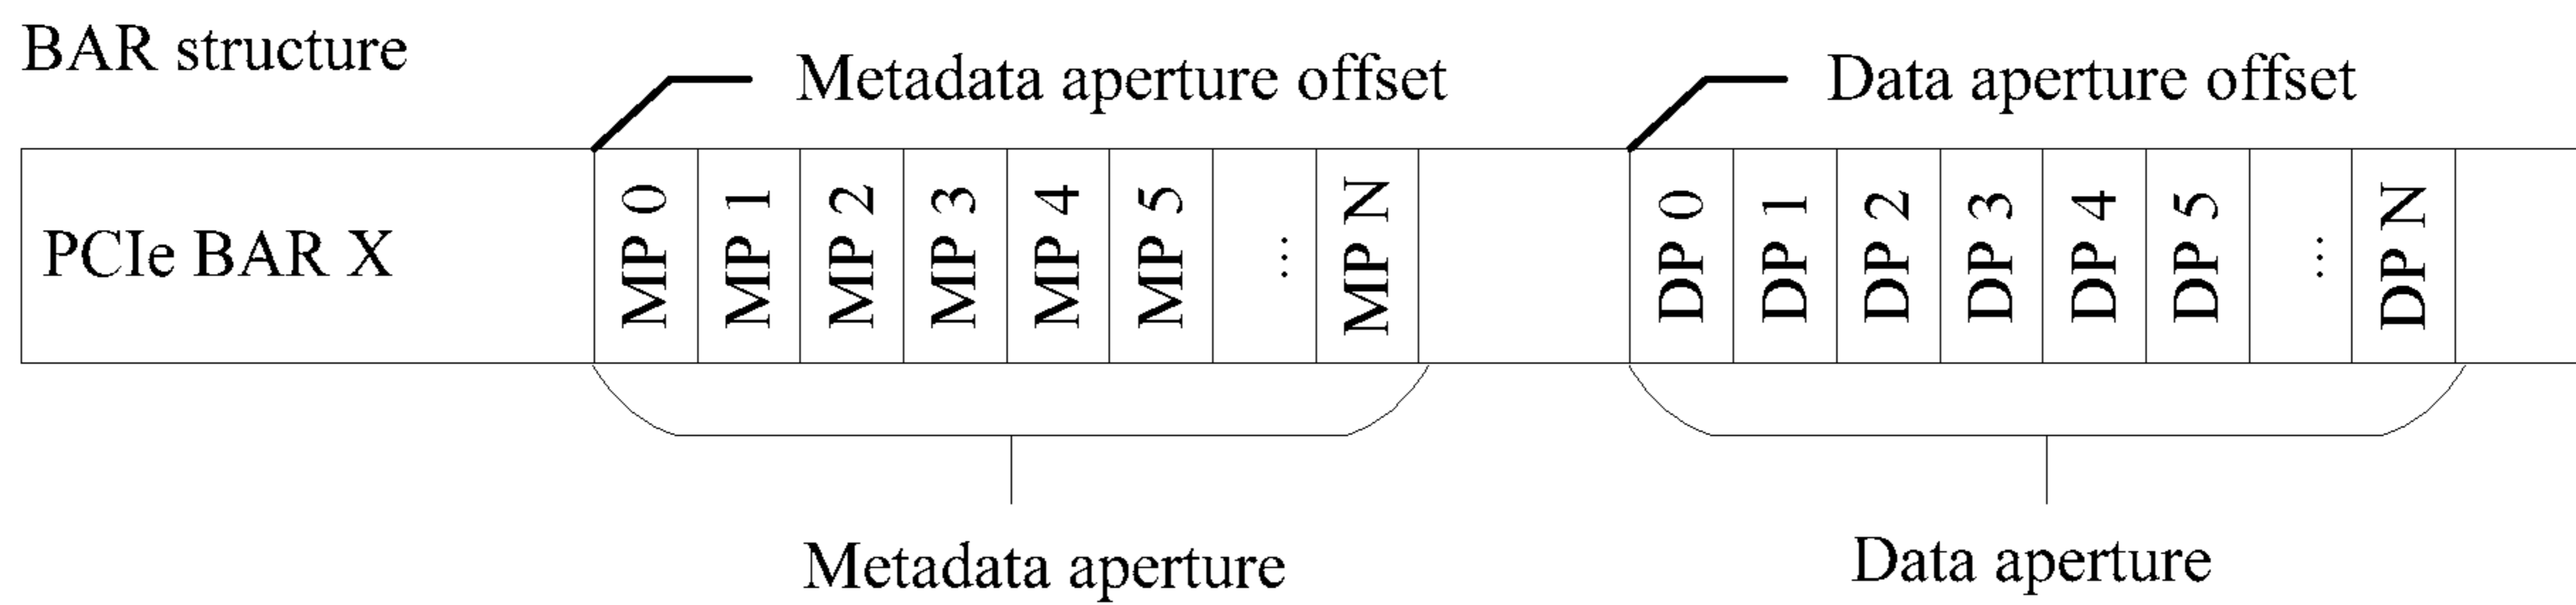 BAR structure
Metadata aperture offset
Data aperture offset
PCIe BAR X
MP 0
MP 1
MP 2
MP 3
MP 4
MP 5
...
MP N
DP 0
DP 1
DP 2
DP 3
DP 4
DP 5
...
DP N
Metadata aperture
Data aperture